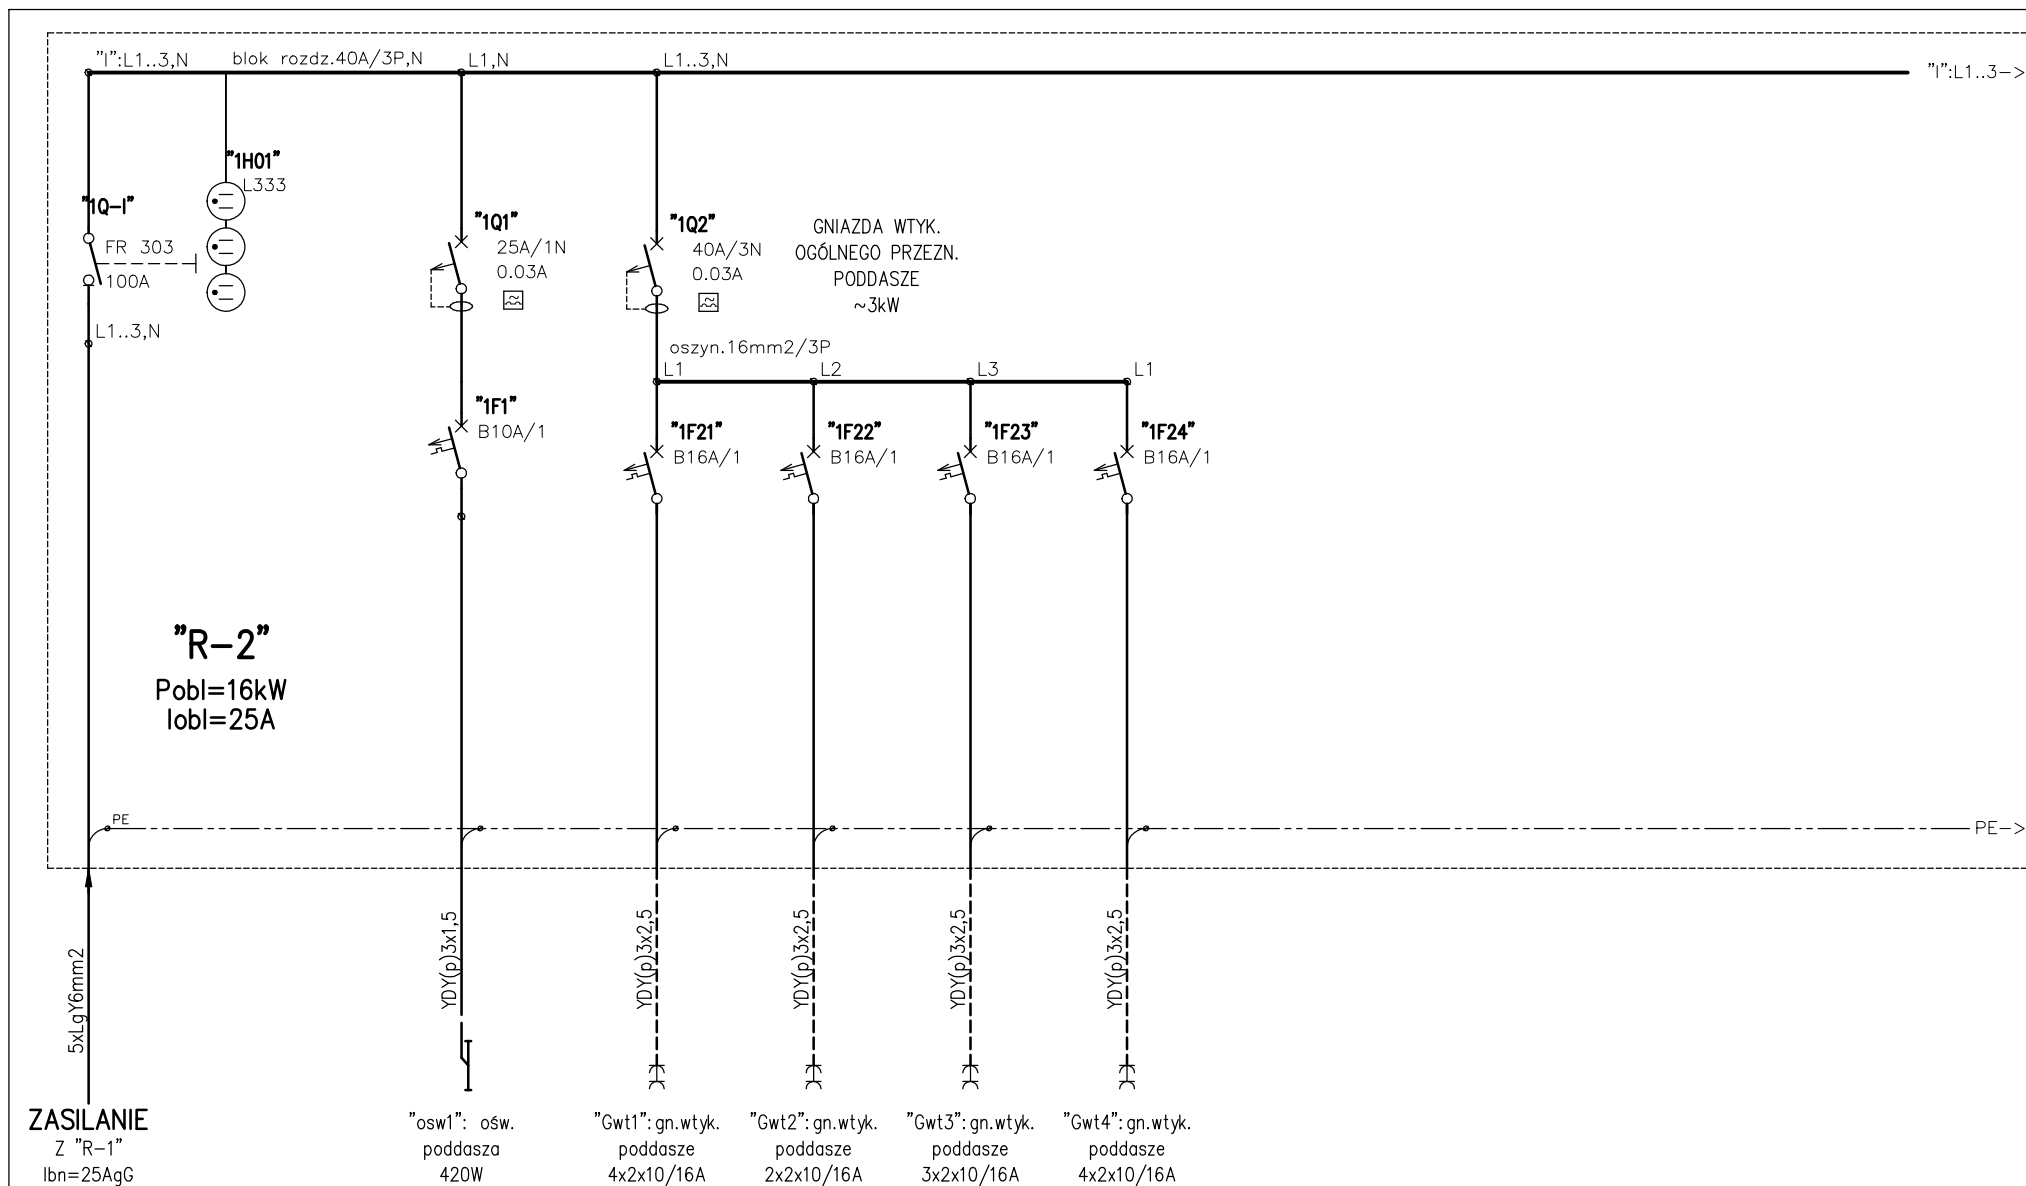 "I":L1..3,N
blok rozdz.40A/3P,N
L1,N
L1..3,N
"I":L1..3->
"1H01"
L333
"1Q-I"
FR 303
100A
L1..3,N
"1Q1"
25A/1N
0.03A
"1Q2"
40A/3N
0.03A
GNIAZDA WTYK.
OGÓLNEGO PRZEZN.
PODDASZE
~3kW
oszyn.16mm2/3P
L1
L2
L3
L1
"1F1"
B10A/1
"1F21"
B16A/1
"1F22"
B16A/1
"1F23"
B16A/1
"1F24"
B16A/1
"R-2"
Pobl=16kW
Iobl=25A
PE
PE->
5xLgY6mm2
YDY(p)3x1,5
YDY(p)3x2,5
YDY(p)3x2,5
YDY(p)3x2,5
YDY(p)3x2,5
ZASILANIE
Z "R-1"
Ibn=25AgG
"osw1": ośw.
poddasza
420W
"Gwt1":gn.wtyk.
poddasze
4x2x10/16A
"Gwt2":gn.wtyk.
poddasze
2x2x10/16A
"Gwt3":gn.wtyk.
poddasze
3x2x10/16A
"Gwt4":gn.wtyk.
poddasze
4x2x10/16A